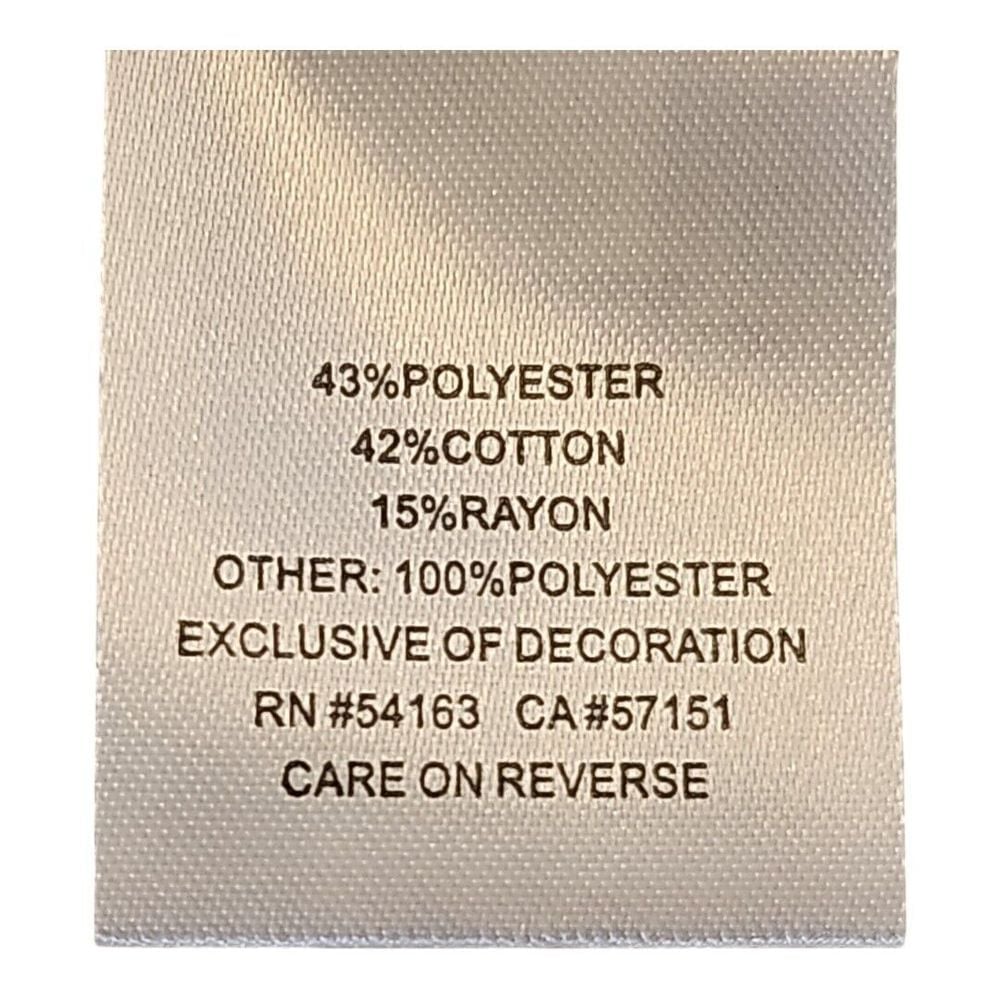 43%POLYESTER
42%COTTON
15%RAYON
OTHER: 100%POLYESTER
EXCLUSIVE OF DECORATION
RN #54163 CA#57151
CARE ON REVERSE